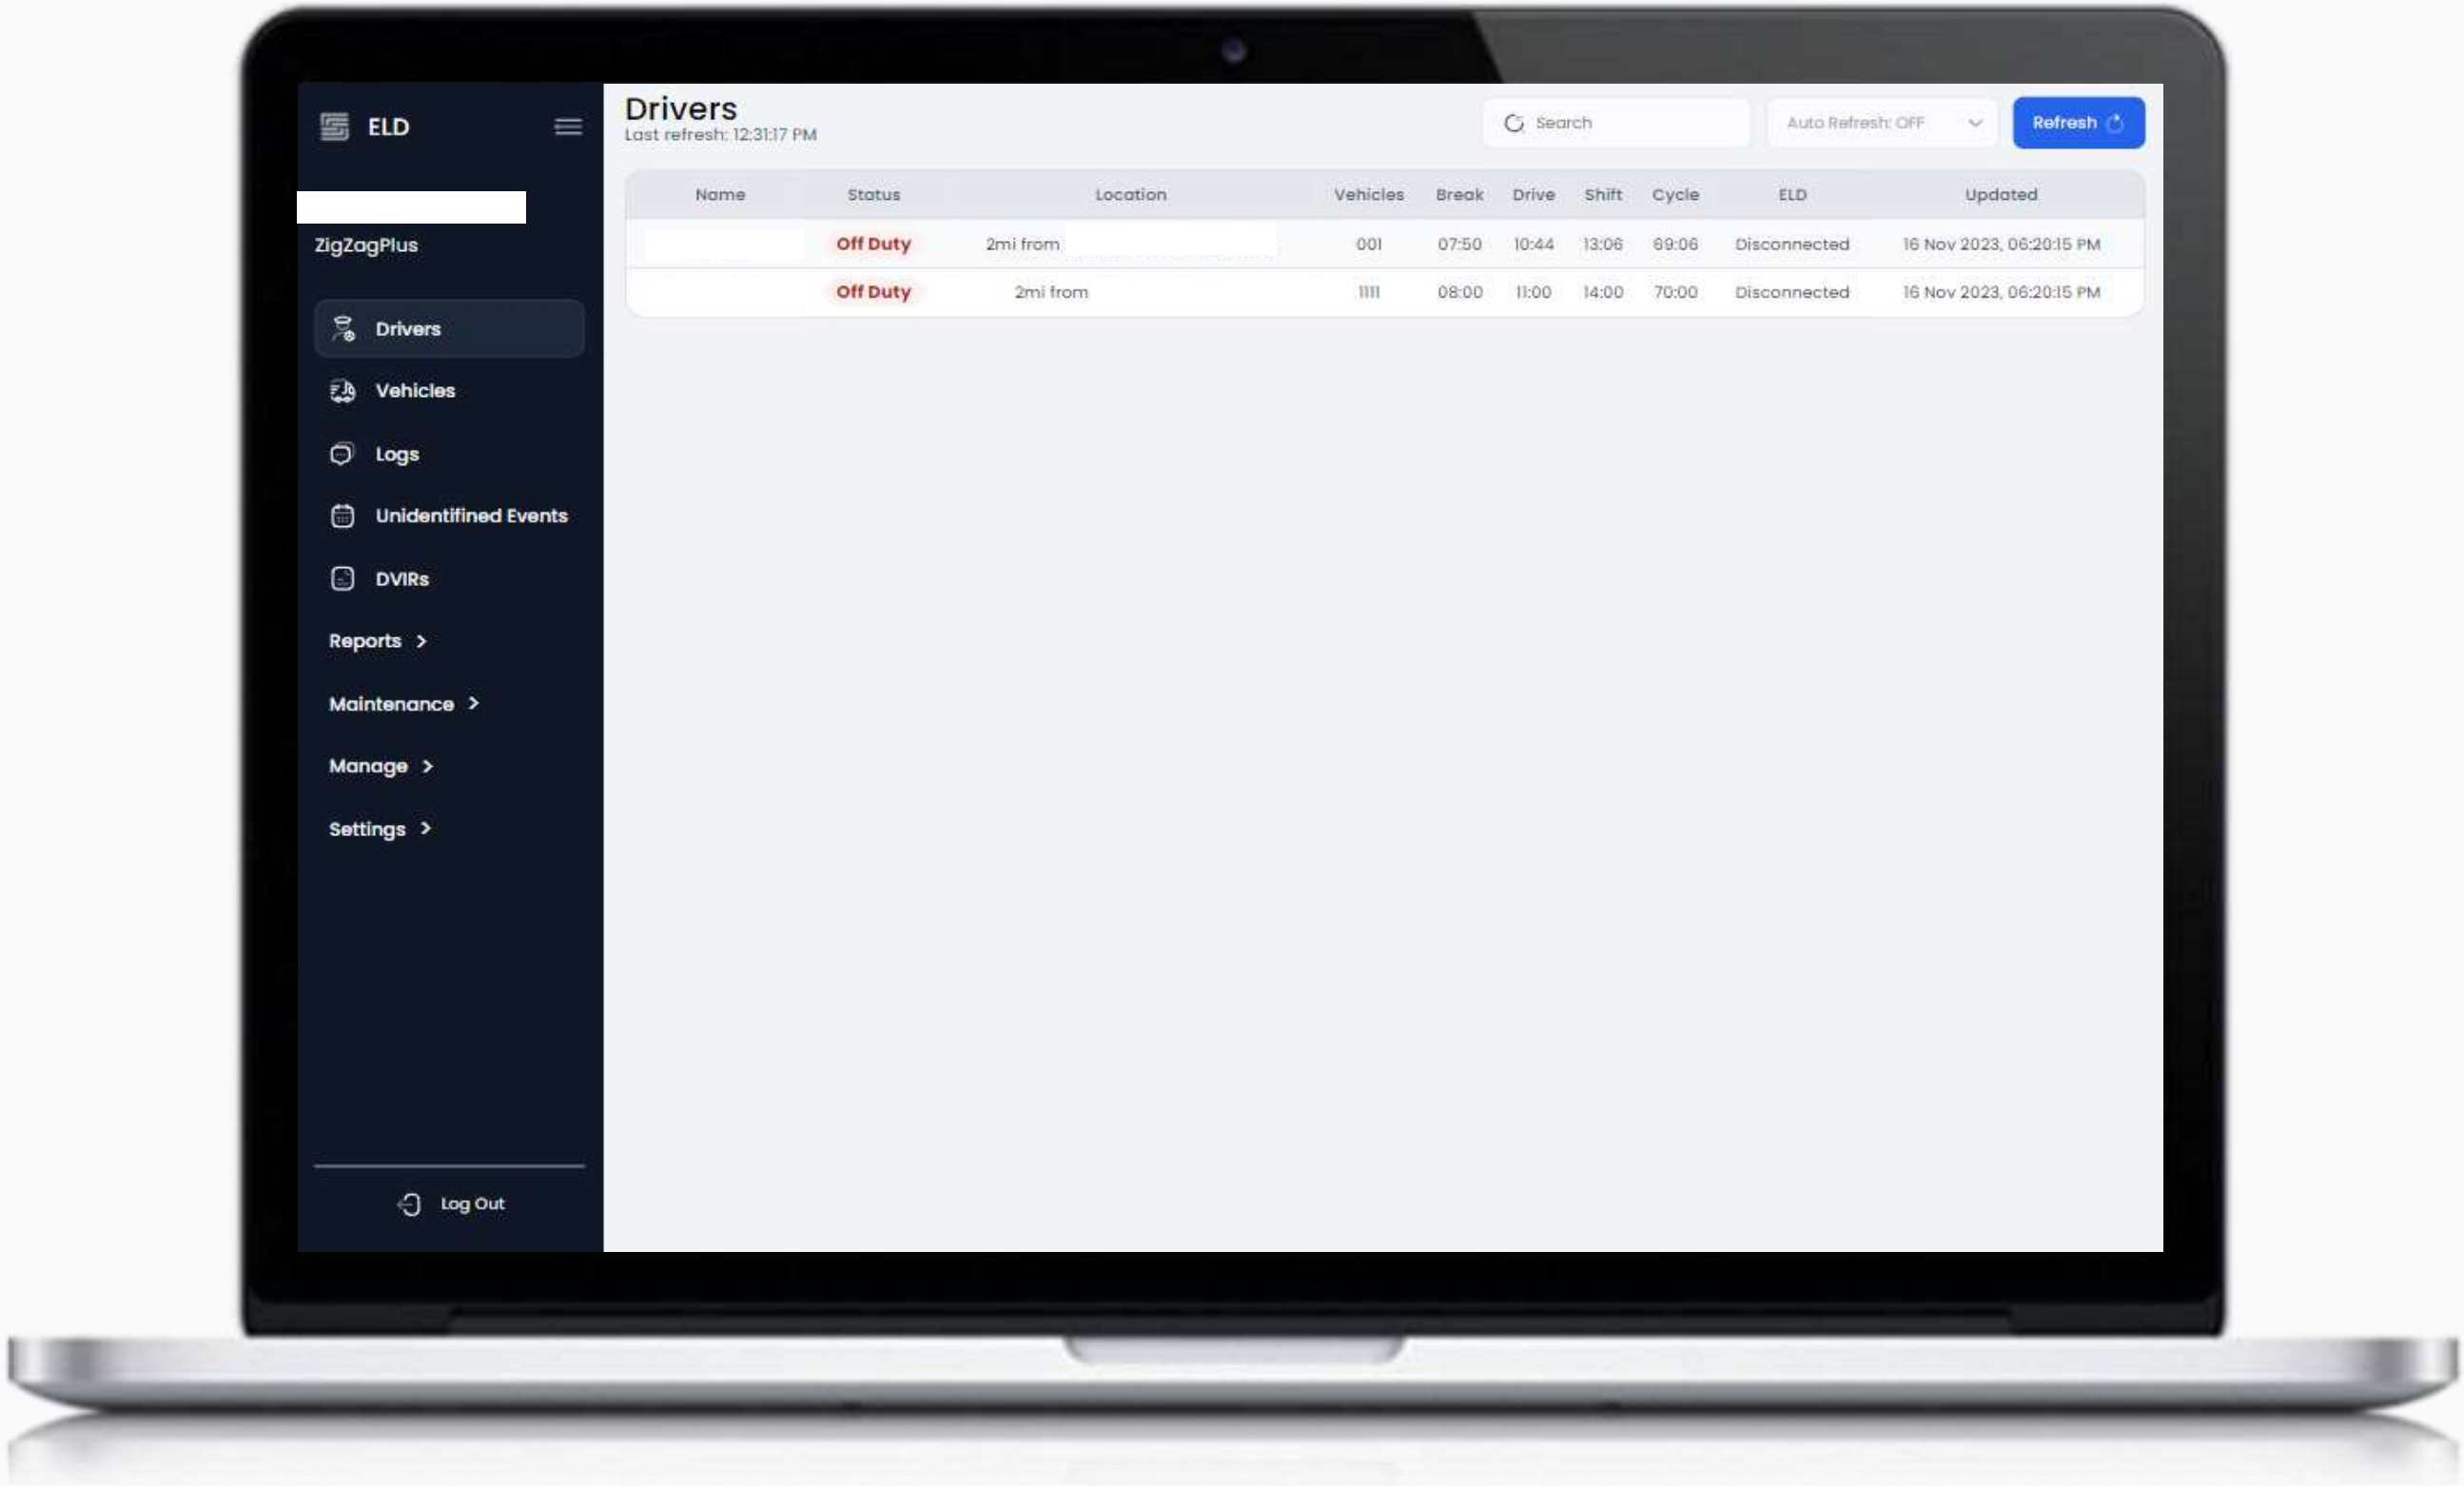 ELD
ZigZagPlus
Drivers
Vehicles
Logs
Unidentifined Events
DVIRs
Reports >
Maintenance >
Manage >
Settings >
Log Out
Drivers
Last refresh: 12:31:17 PM
Search
Auto Refresh: OFF
Refresh
Name Status Location Vehicles Break Drive Shift Cycle ELD Updated
Off Duty 2mi from 001 07:50 10:44 13:06 69:06 Disconnected 16 Nov 2023, 06:20:15 PM
Off Duty 2mi from 1111 08:00 11:00 14:00 70:00 Disconnected 16 Nov 2023, 06:20:15 PM